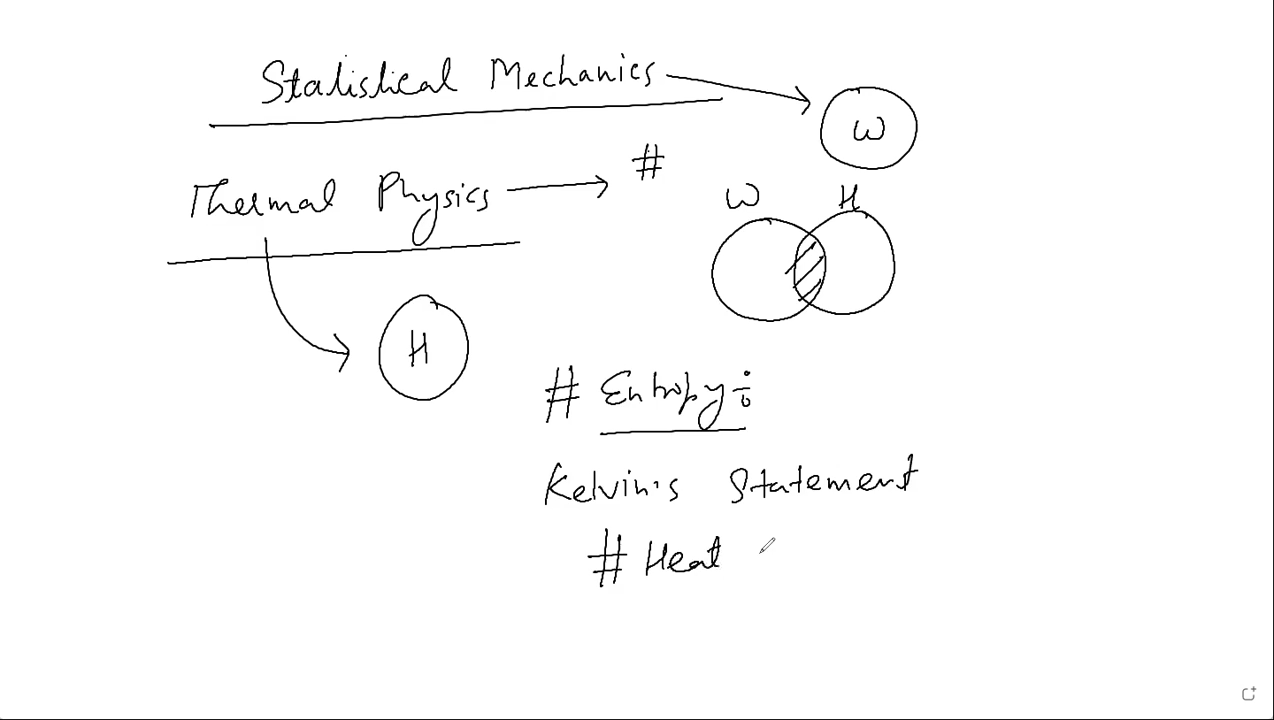 Statistical Mechanics
W
Thermal Physics
#
W H
H
# Entropy:
Kelvin's Statement
# Heat